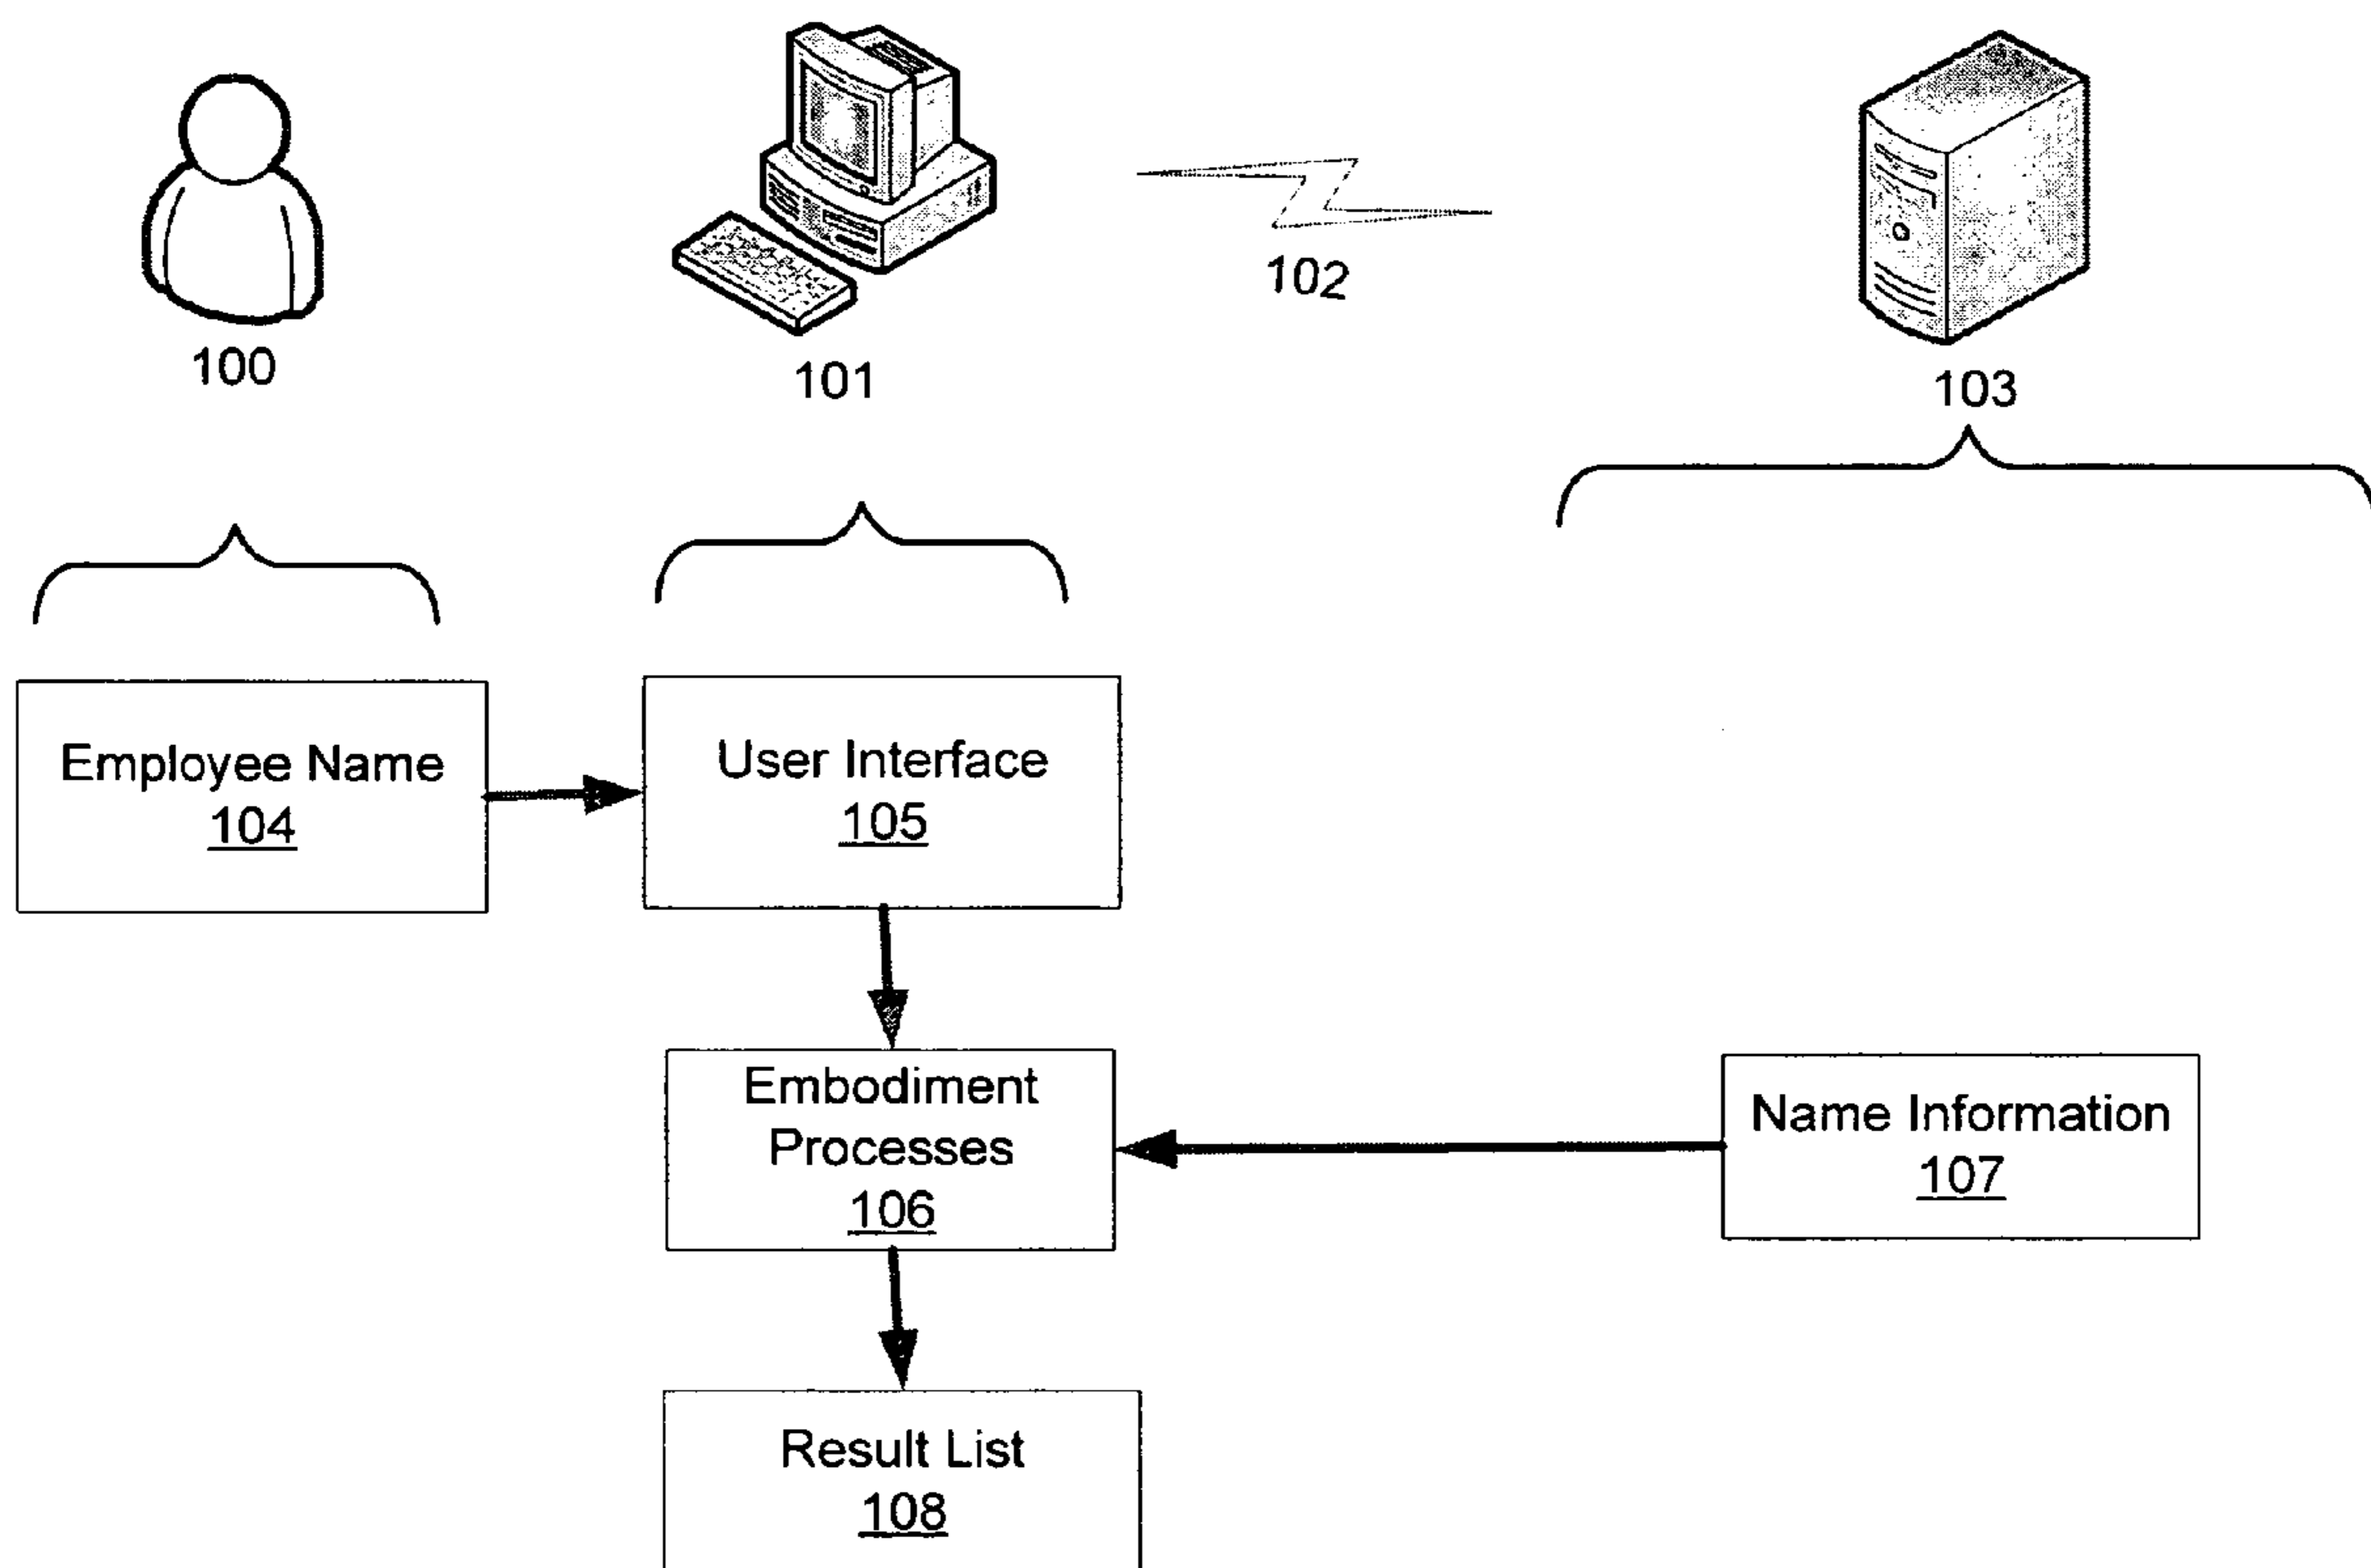 100
101
102
103
Employee Name
104
User Interface
105
Embodiment
Processes
106
Name Information
107
Result List
108